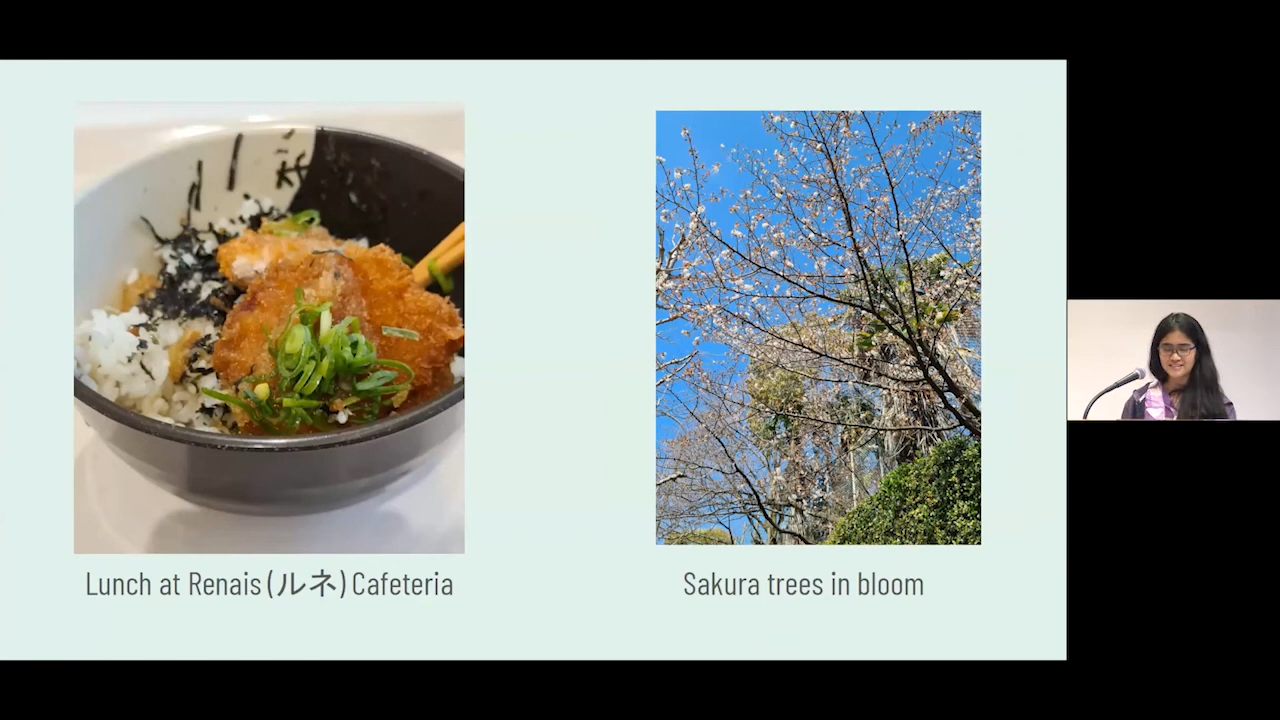 Lunch at Renais (ルネ) Cafeteria
Sakura trees in bloom